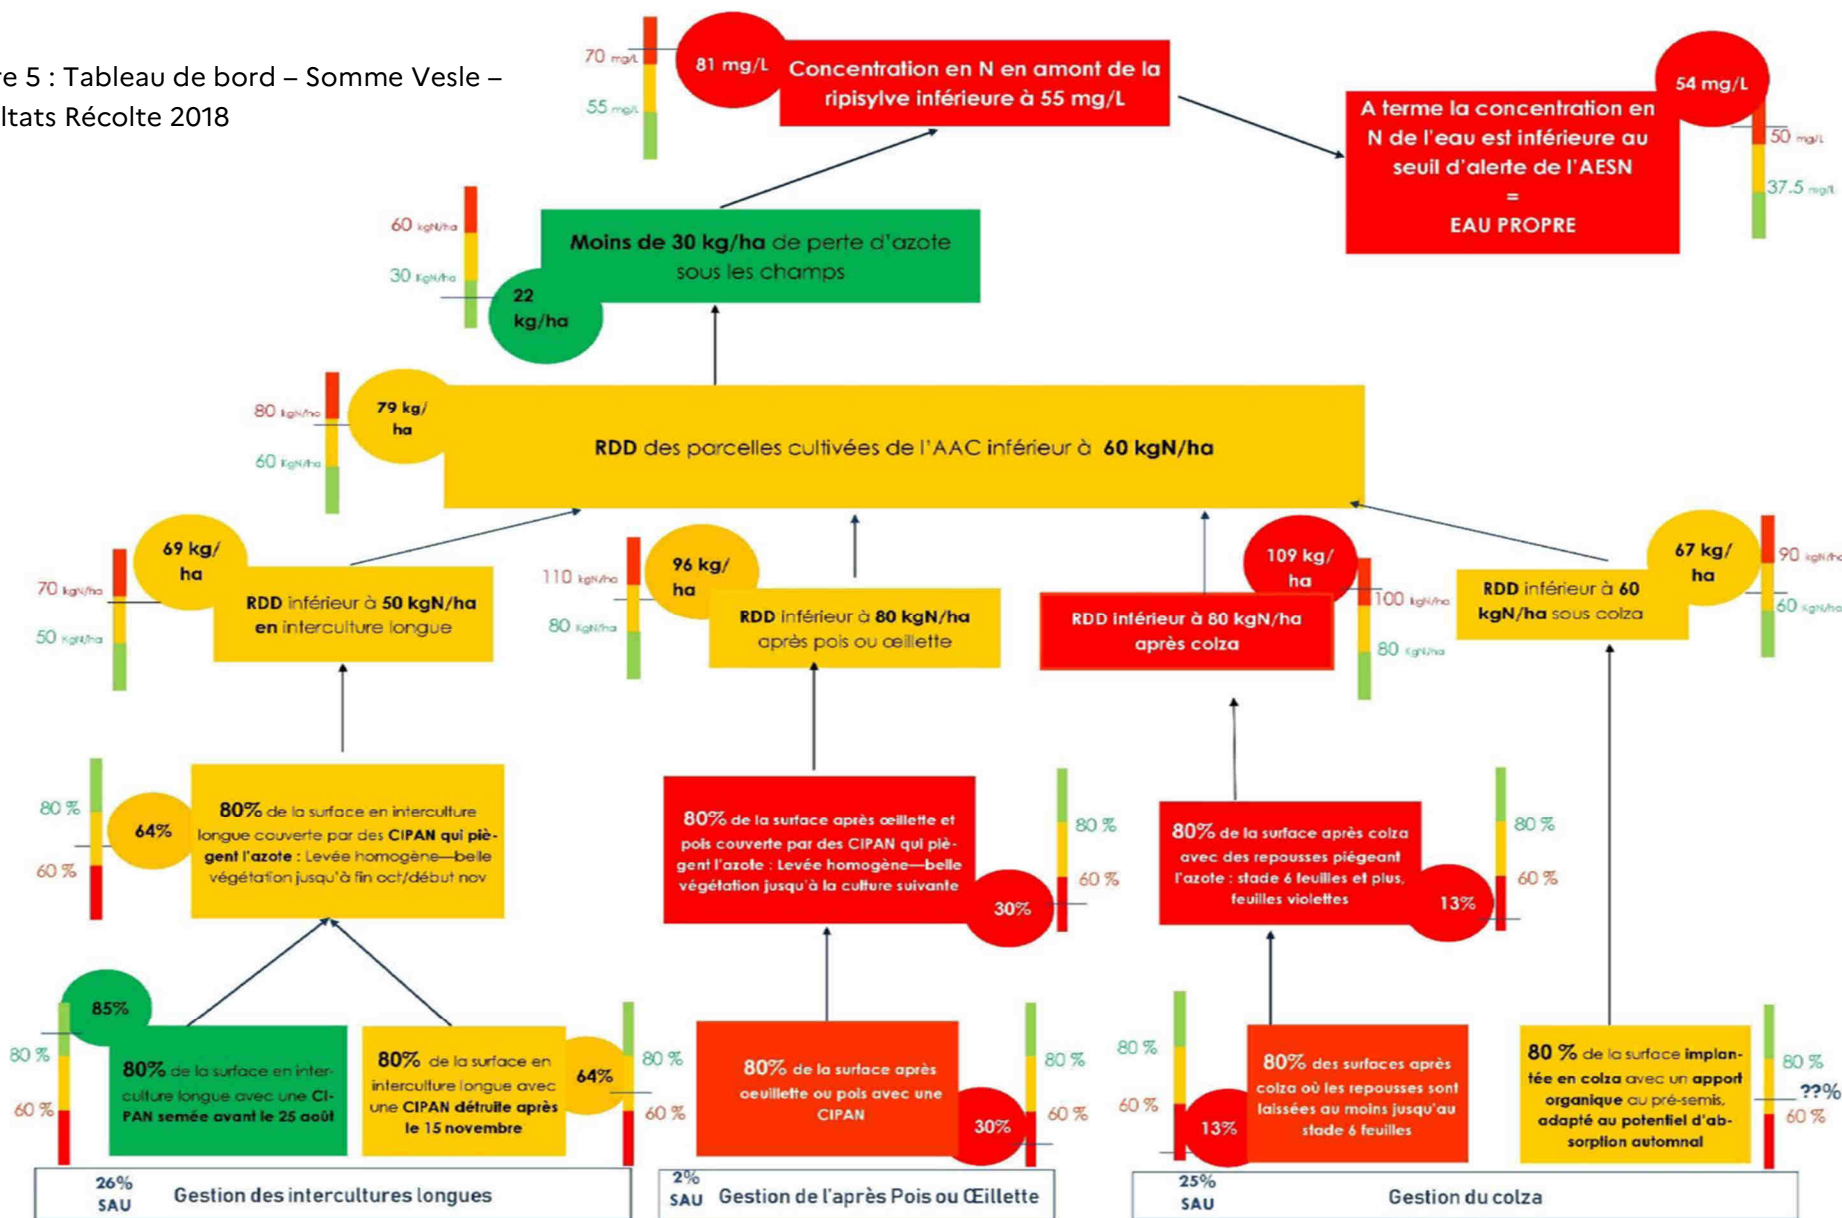 re 5 : Tableau de bord – Somme Vesle –
ltats Récolte 2018
70 mg/L
55 mg/L
81 mg/L
Concentration en N en amont de la
ripisylve inférieure à 55 mg/L
54 mg/L
A terme la concentration en
N de l'eau est inférieure au
seuil d'alerte de l'AESN
=
EAU PROPRE
50 mg/L
37.5 mg/L
60 kgN/ha
30 KgN/ha
Moins de 30 kg/ha de perte d'azote
sous les champs
22
kg/ha
80 kgN/ha
60 KgN/ha
79 kg/
ha
RDD des parcelles cultivées de l'AAC inférieur à 60 kgN/ha
70 kgN/ha
50 KgN/ha
69 kg/
ha
RDD inférieur à 50 kgN/ha
en interculture longue
110 kgN/ha
80 KgN/ha
96 kg/
ha
RDD inférieur à 80 kgN/ha
après pois ou œillette
109 kg/
ha
RDD inférieur à 80 kgN/ha
après colza
100 kgN/ha
80 KgN/ha
RDD inférieur à 60
kgN/ha sous colza
67 kg/
ha
90 kgN/ha
60 KgN/ha
80 %
60 %
64%
80% de la surface en interculture
longue couverte par des CIPAN qui piè-
gent l'azote : Levée homogène—belle
végétation jusqu'à fin oct/début nov
80% de la surface après œillette et
pois couverte par des CIPAN qui piè-
gent l'azote : Levée homogène—belle
végétation jusqu'à la culture suivante
30%
80 %
60 %
80% de la surface après colza
avec des repousses piégeant
l'azote : stade 6 feuilles et plus,
feuilles violettes
13%
80 %
60 %
85%
80 %
60 %
80% de la surface en inter-
culture longue avec une CI-
PAN semée avant le 25 août
80% de la surface en
interculture longue avec
une CIPAN détruite après
le 15 novembre
64%
80 %
60 %
80% de la surface après
oeuillette ou pois avec une
CIPAN
30%
80 %
60 %
80 %
60 %
13%
80% des surfaces après
colza où les repousses sont
laissées au moins jusqu'au
stade 6 feuilles
80 % de la surface implan-
tée en colza avec un apport
organique au pré-semis,
adapté au potentiel d'ab-
sorption automnal
80 %
??%
60 %
26%
SAU
Gestion des intercultures longues
2%
SAU
Gestion de l'après Pois ou Œillette
25%
SAU
Gestion du colza